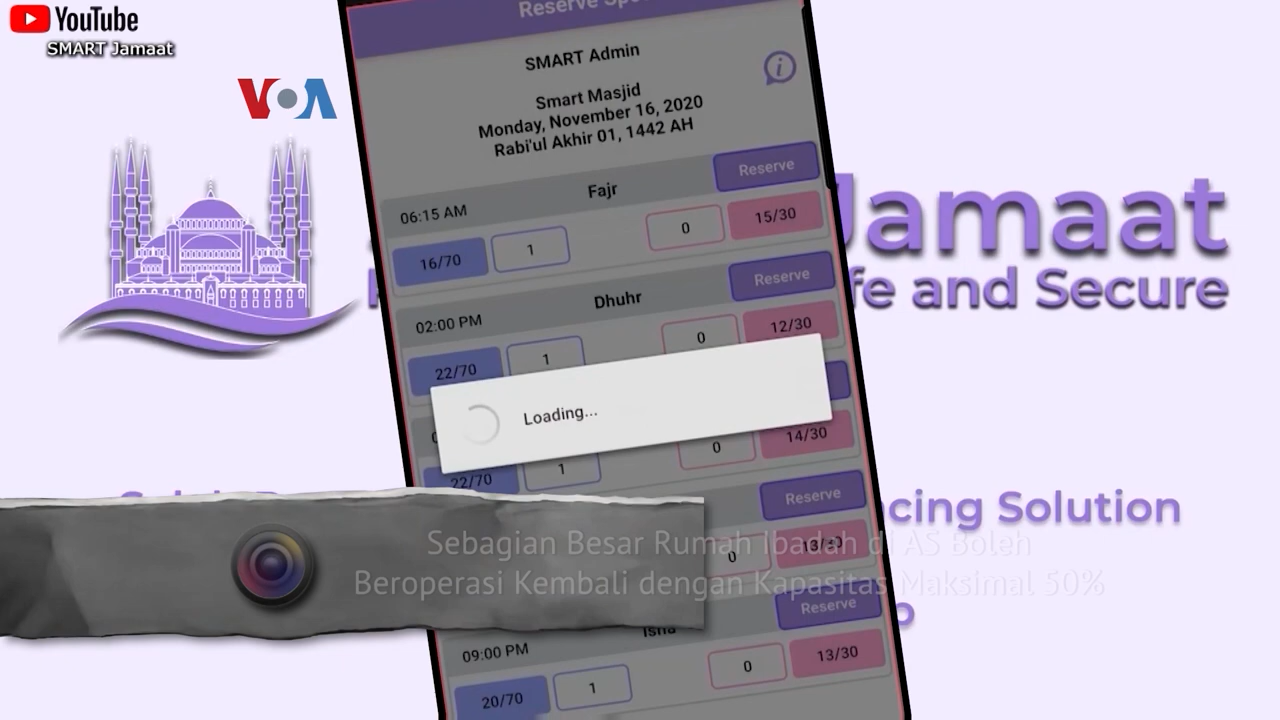 YouTube
SMART Jamaat
VOA
SMART Admin
Smart Masjid
Monday, November 16, 2020
Rabi'ul Akhir 01, 1442 AH
Reserve
06:15 AM
Fajr
Reserve
16/70
1
0
15/30
02:00 PM
Dhuhr
Reserve
22/70
1
0
12/30
Loading...
22/70
1
0
14/30
Reserve
0
13/30
Reserve
09:00 PM
Isha
20/70
1
0
13/30
Jamaat
and Secure
Solution
Sebagian Besar Rumah Ibadah di AS Boleh
Beroperasi Kembali dengan Kapasitas Maksimal 50%